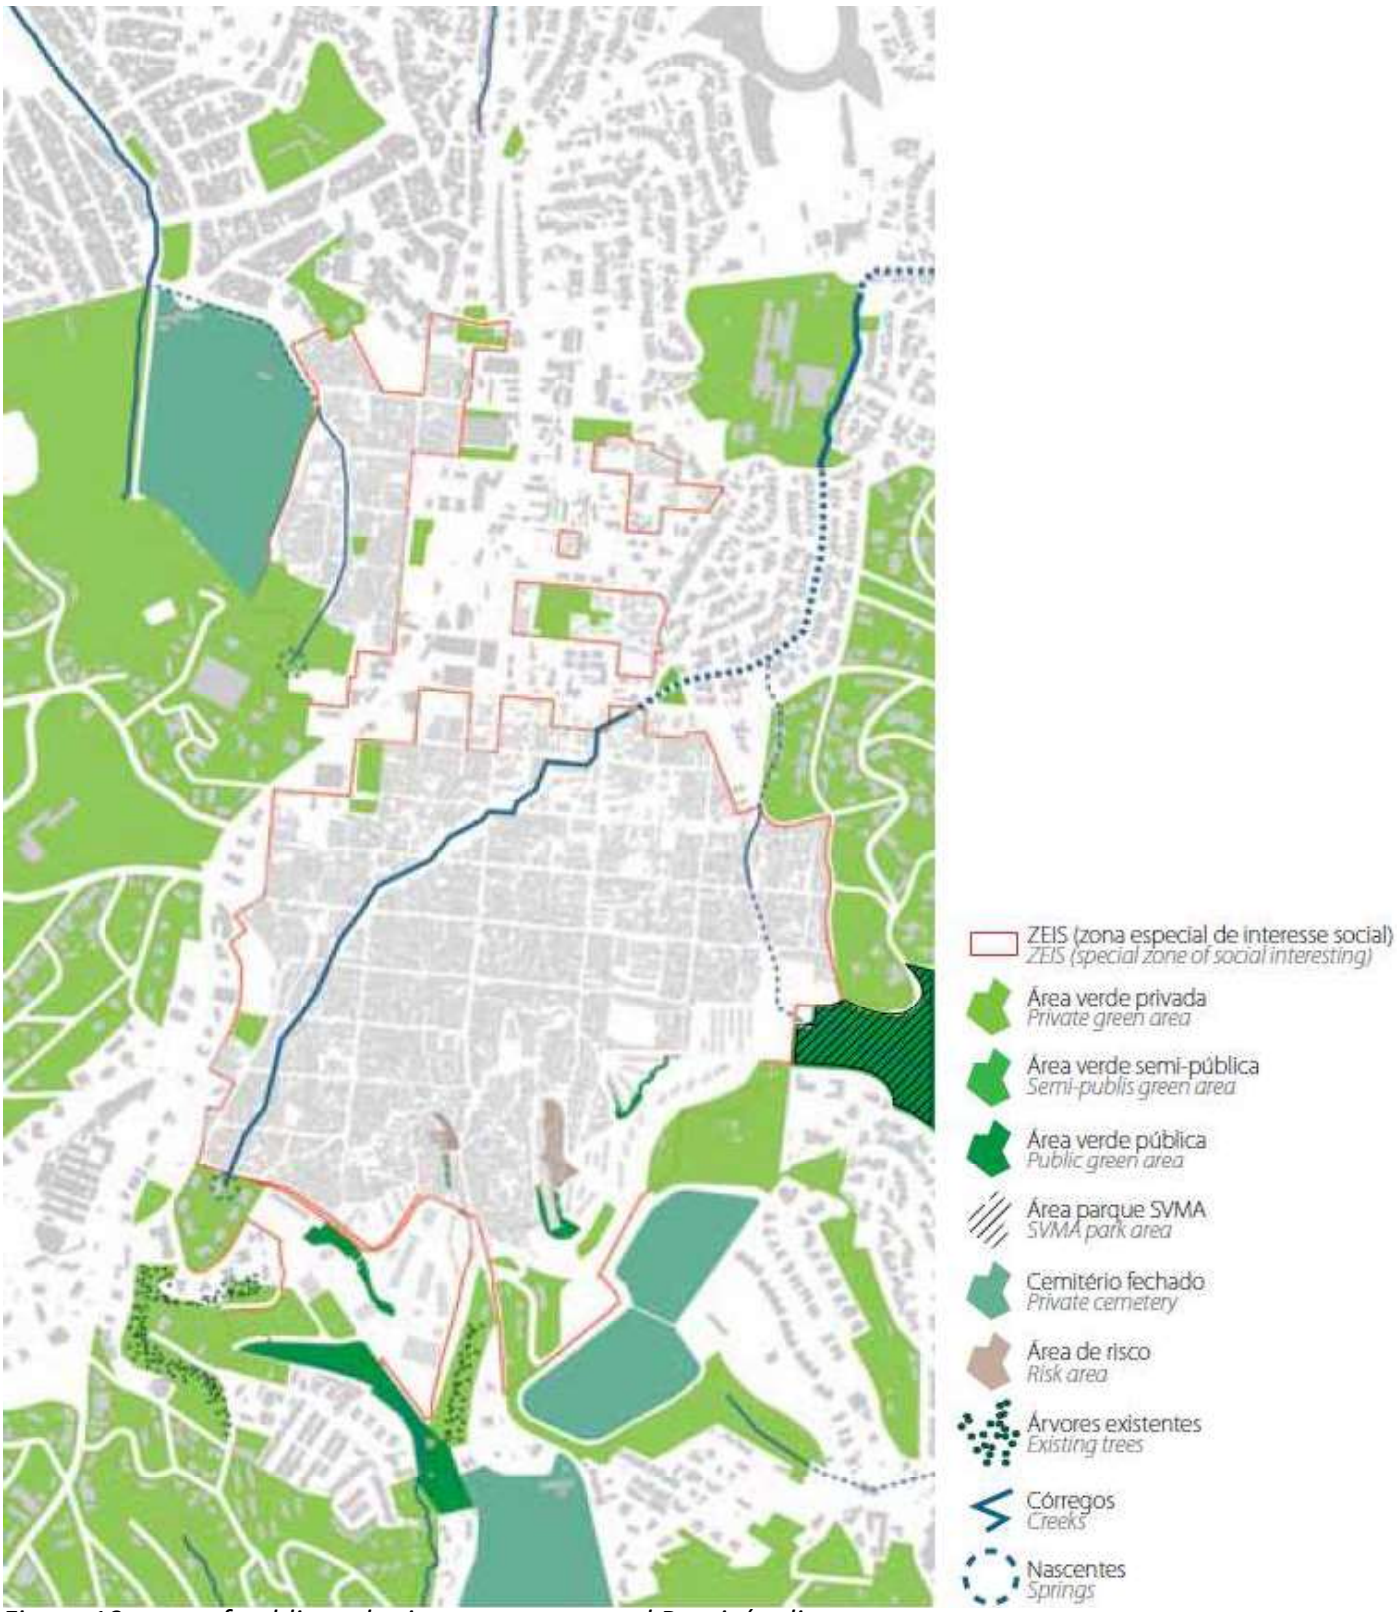 ZEIS (zona especial de interesse social)
ZEIS (special zone of social interesting)
Área verde privada
Private green area
Área verde semi-pública
Semi-publis green area
Área verde pública
Public green area
Área parque SVMA
SVMA park area
Cemitério fechado
Private cemetery
Área de risco
Risk area
Árvores existentes
Existing trees
Córregos
Creeks
Nascentes
Springs